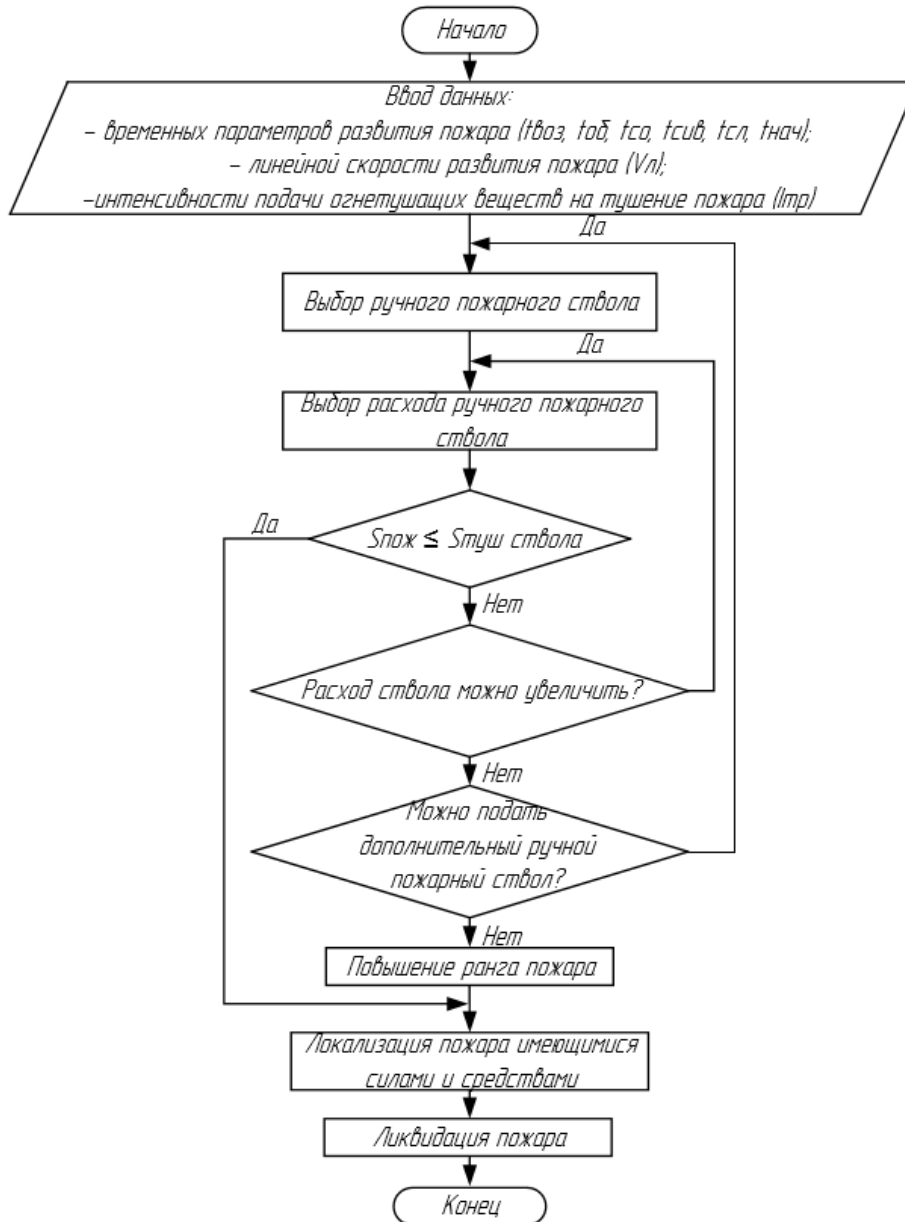 Начало
Ввод данных:
– временных параметров развития пожара (tвоз, tоб, tсо, tсив, tсл, tнач);
– линейной скорости развития пожара (Vл);
–интенсивности подачи огнетушащих веществ на тушение пожара (Iтр)
Да
Выбор ручного пожарного ствола
Да
Выбор расхода ручного пожарного
ствола
Да
Sпож ≤ Sтуш ствола
Нет
Расход ствола можно увеличить?
Нет
Можно подать
дополнительный ручной
пожарный ствол?
Нет
Повышение ранга пожара
Локализация пожара имеющимися
силами и средствами
Ликвидация пожара
Конец